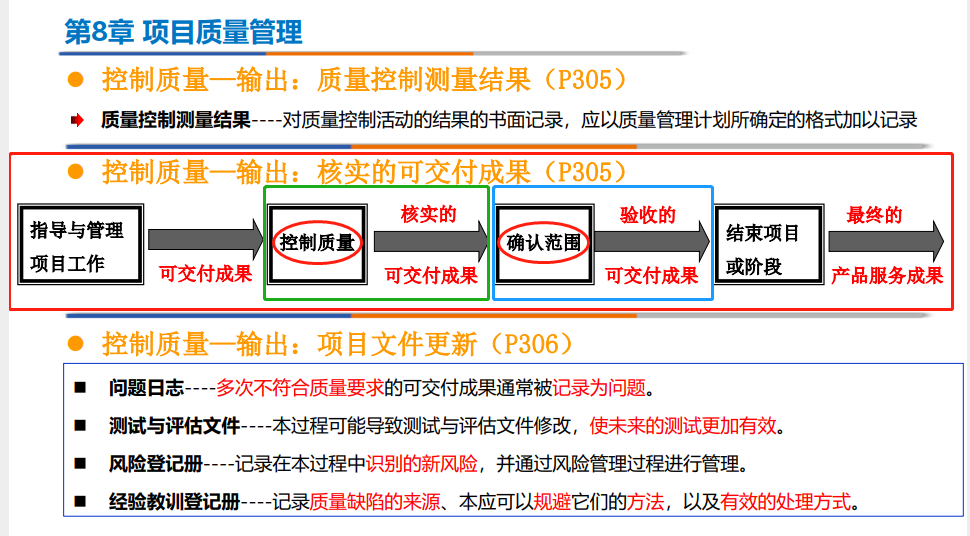 第8章 项目质量管理
控制质量—输出：质量控制测量结果（P305）
质量控制测量结果----对质量控制活动的结果的书面记录，应以质量管理计划所确定的格式加以记录
控制质量—输出：核实的可交付成果（P305）
指导与管理
项目工作
可交付成果
控制质量
核实的
可交付成果
确认范围
验收的
可交付成果
结束项目
或阶段
最终的
产品服务成果
控制质量—输出：项目文件更新（P306）
问题日志----多次不符合质量要求的可交付成果通常被记录为问题。
测试与评估文件----本过程可能导致测试与评估文件修改，使未来的测试更加有效。
风险登记册----记录在本过程中识别的新风险，并通过风险管理过程进行管理。
经验教训登记册----记录质量缺陷的来源、本应可以规避它们的方法，以及有效的处理方式。